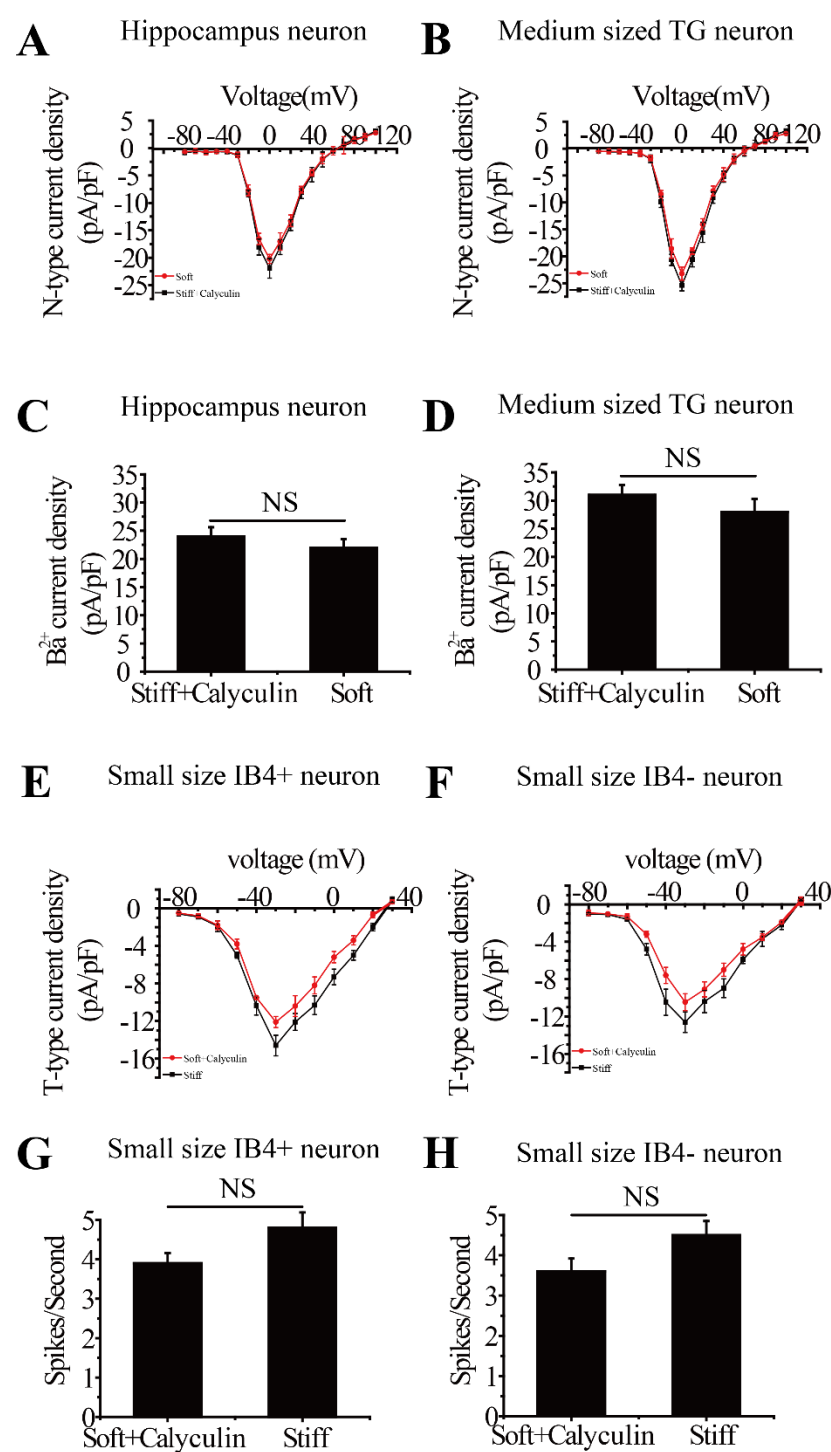 A Hippocampus neuron
B Medium sized TG neuron
Voltage(mV)
-80 -40 0 40 80 120
5
0
-5
-10
-15
-20
-25
N-type current density
(pA/pF)
Soft
Stiff+Calyculin
Voltage(mV)
-80 -40 0 40 80 120
5
0
-5
-10
-15
-20
-25
N-type current density
(pA/pF)
Soft
Stiff+Calyculin
C Hippocampus neuron
D Medium sized TG neuron
NS
35
30
25
20
15
10
5
0
Ba2+ current density
(pA/pF)
Stiff+Calyculin Soft
NS
35
30
25
20
15
10
5
0
Ba2+ current density
(pA/pF)
Stiff+Calyculin Soft
E Small size IB4+ neuron
F Small size IB4- neuron
voltage (mV)
-80 -40 0 40
0
-4
-8
-12
-16
T-type current density
(pA/pF)
Soft+Calyculin
Stiff
voltage (mV)
-80 -40 0 40
0
-4
-8
-12
-16
T-type current density
(pA/pF)
Soft+Calyculin
Stiff
G Small size IB4+ neuron
H Small size IB4- neuron
NS
5
4
3
2
1
0
Spikes/Second
Soft+Calyculin Stiff
NS
5
4
3
2
1
0
Spikes/Second
Soft+Calyculin Stiff